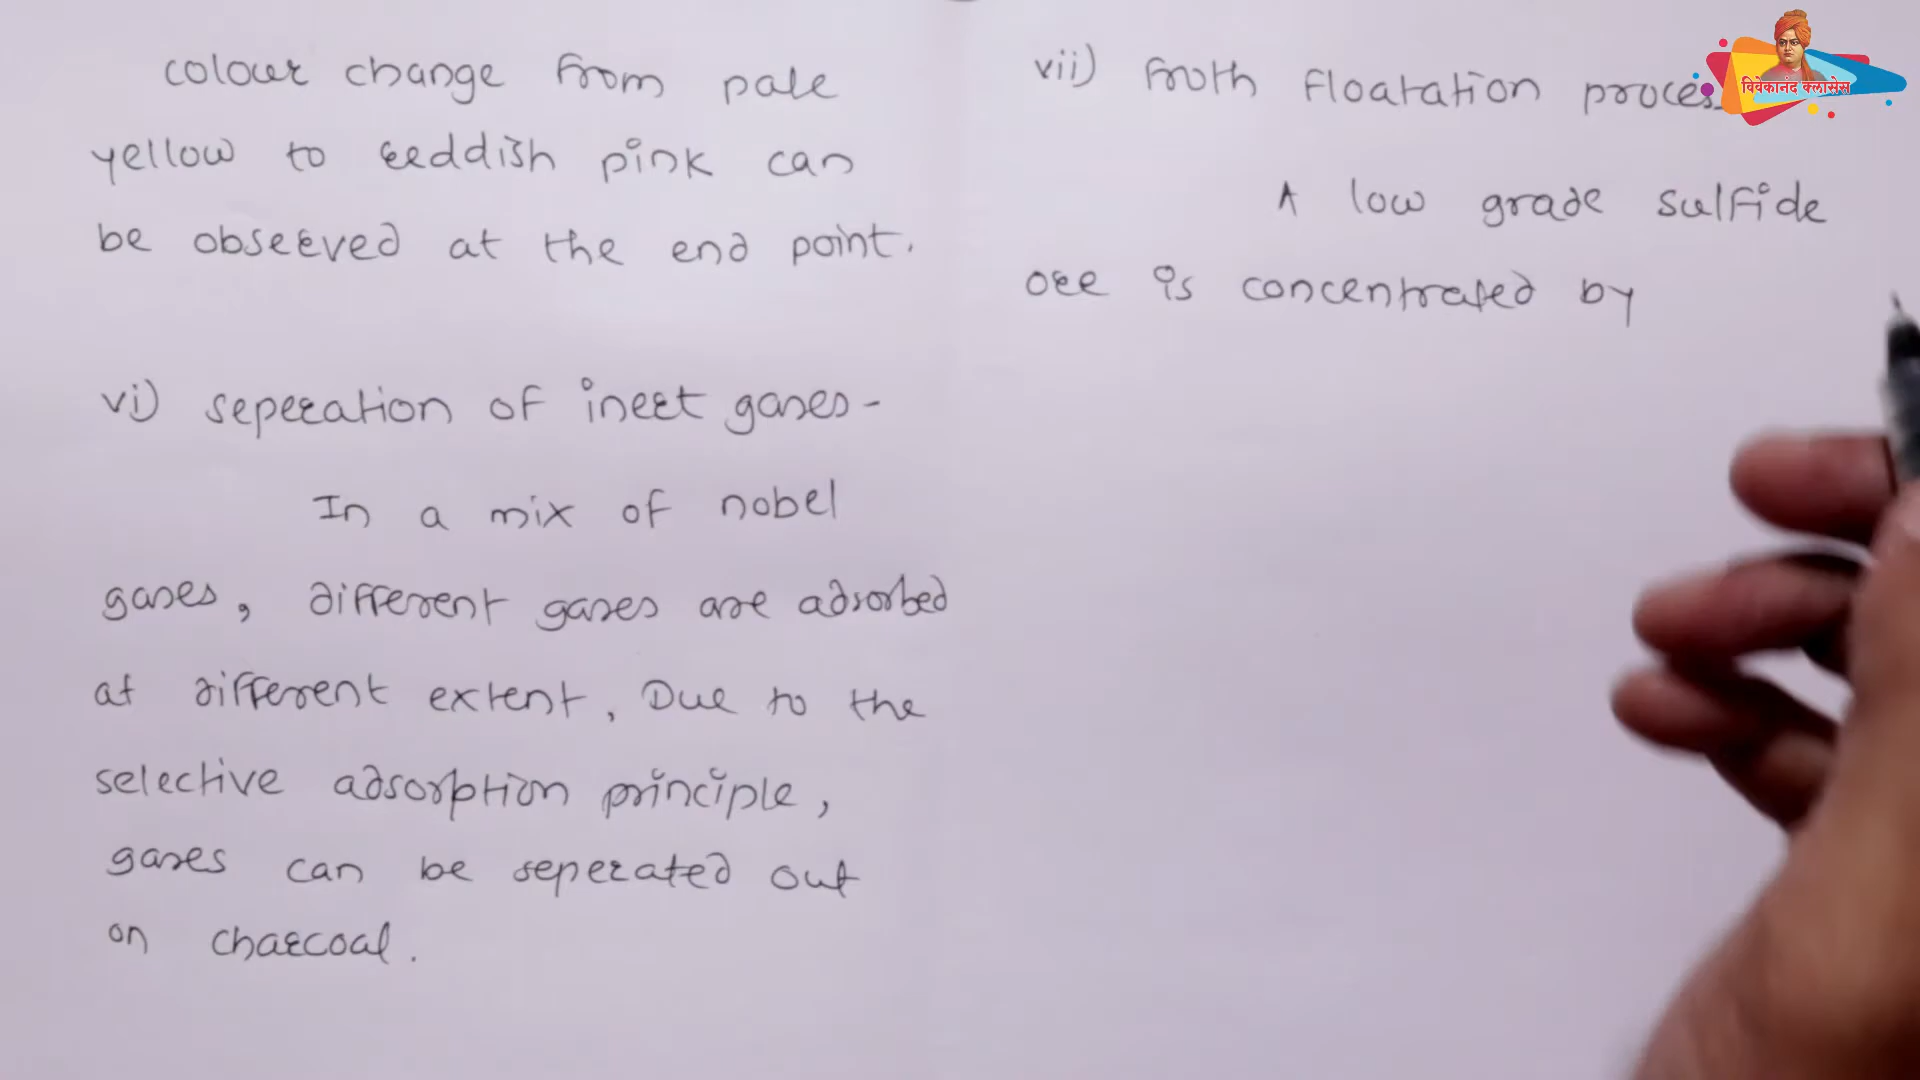 colour change from pale
yellow to reddish pink can
be observed at the end point.
vi) seperation of inert gases-
In a mix of nobel
gases, different gases are adsorbed
at different extent. Due to the
selective adsorption principle,
gases can be seperated out
on charcoal.
vii) Froth Floatation proces
A low grade sulfide
ore is concentrated by
विवेकानंद क्लासेस